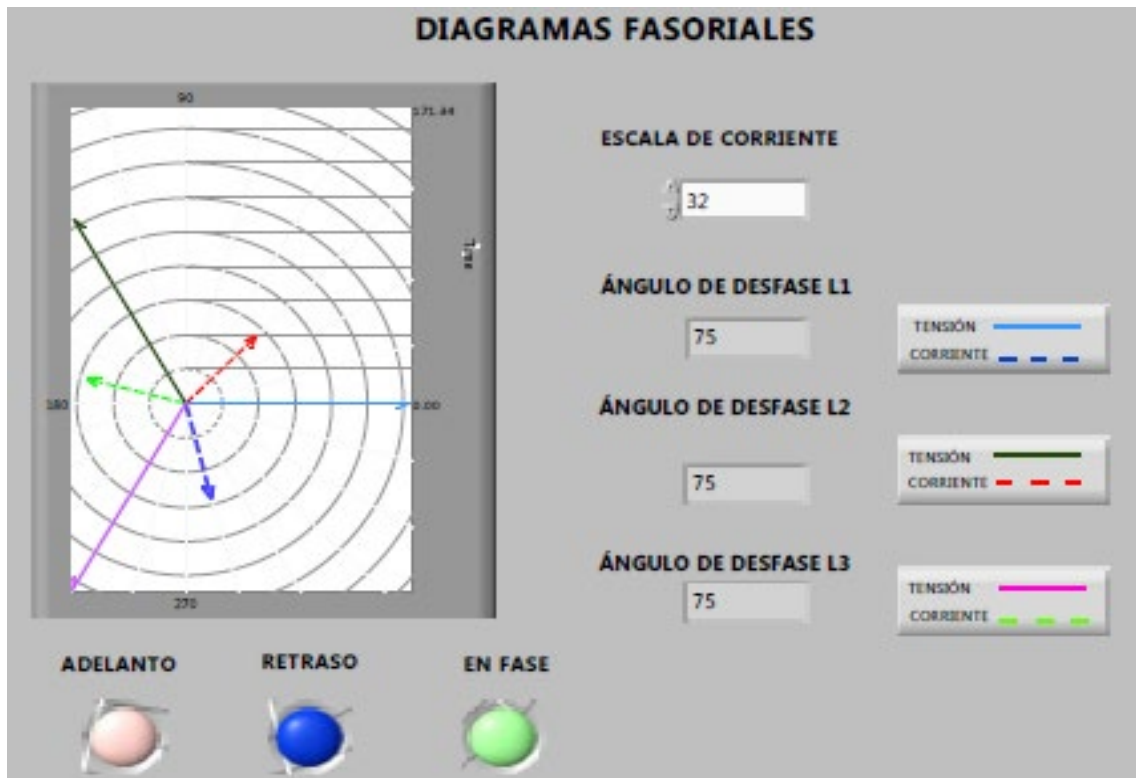 DIAGRAMAS FASORIALES
90
171.44
ESCALA DE CORRIENTE
32
ÁNGULO DE DESFASE L1
75
TENSIÓN
CORRIENTE
180
0.00
ÁNGULO DE DESFASE L2
75
TENSIÓN
CORRIENTE
ÁNGULO DE DESFASE L3
75
TENSIÓN
CORRIENTE
270
ADELANTO
RETRASO
EN FASE